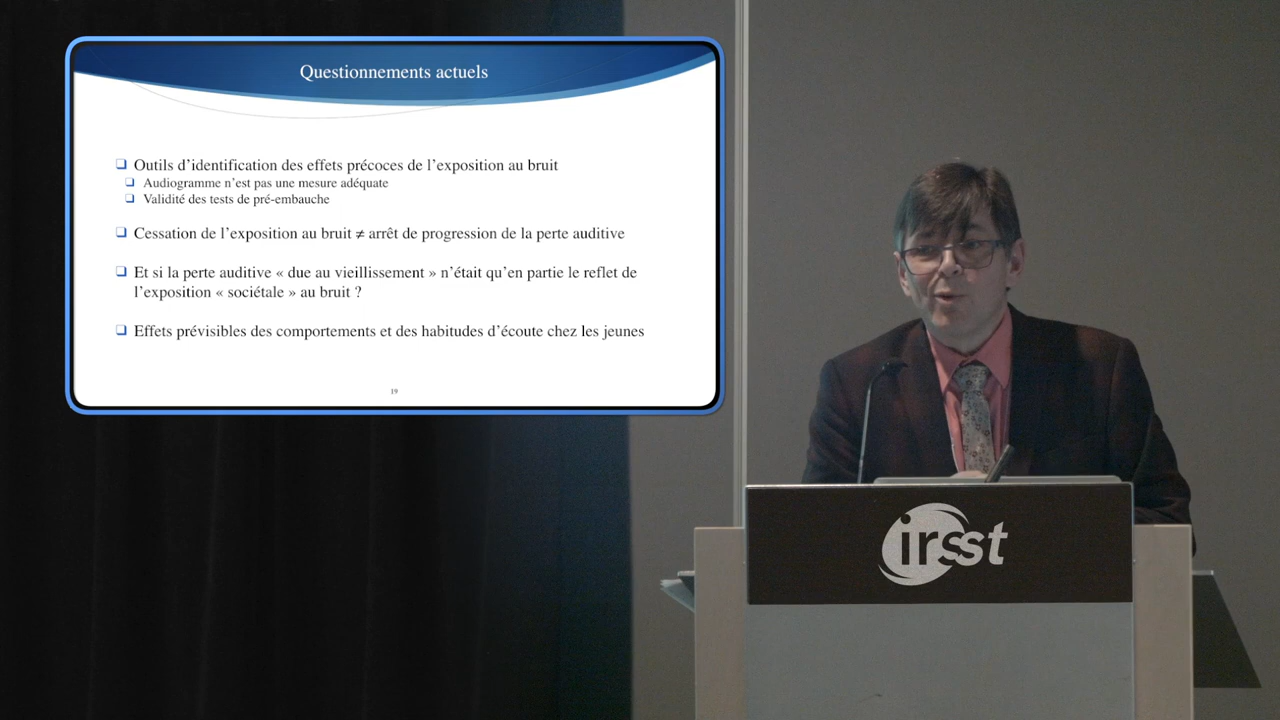 Questionnements actuels
Outils d’identification des effets précoces de l’exposition au bruit
Audiogramme n’est pas une mesure adéquate
Validité des tests de pré-embauche
Cessation de l’exposition au bruit ≠ arrêt de progression de la perte auditive
Et si la perte auditive « due au vieillissement » n’était qu’en partie le reflet de
l’exposition « sociétale » au bruit ?
Effets prévisibles des comportements et des habitudes d’écoute chez les jeunes
19
irsst